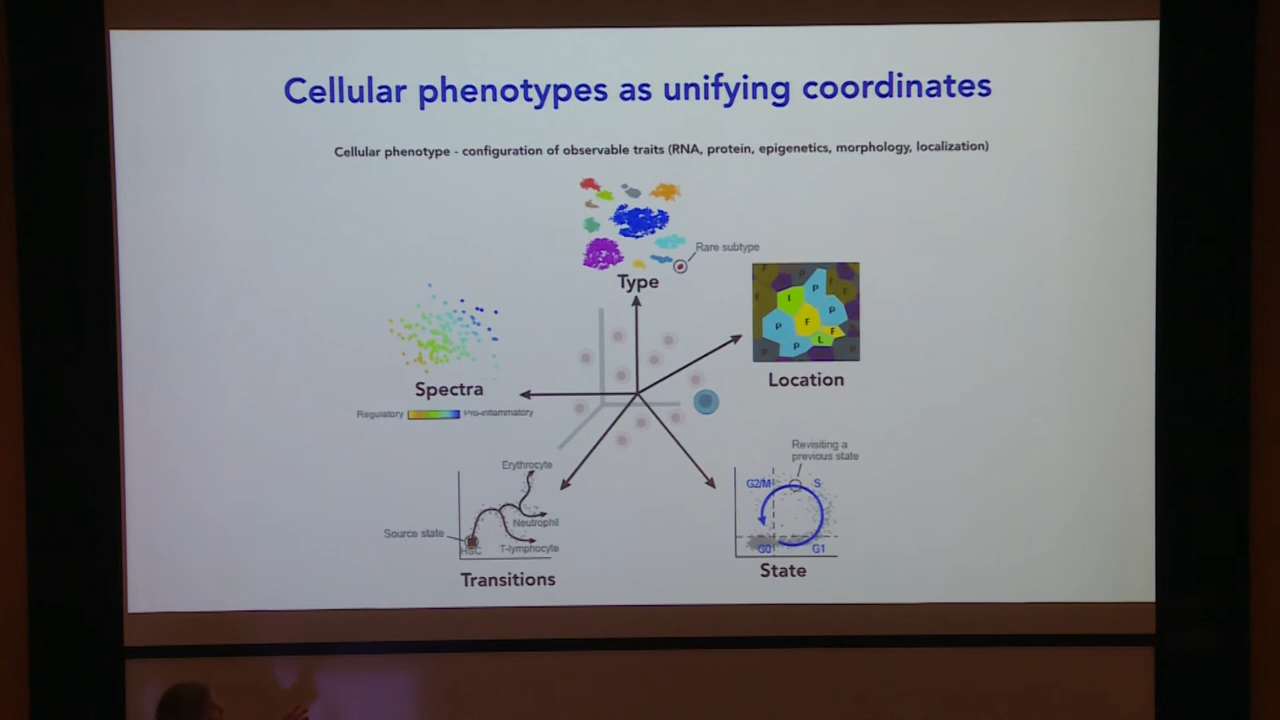 Cellular phenotypes as unifying coordinates
Cellular phenotype - configuration of observable traits (RNA, protein, epigenetics, morphology, localization)
Rare subtype
Type
P
I
P
P
F
F
P
L
Location
Spectra
Regulatory
Pro-inflammatory
Erythrocyte
Neutrophil
Source state
HSC
T-lymphocyte
Transitions
Revisiting a
previous state
G2/M
S
G0
G1
State